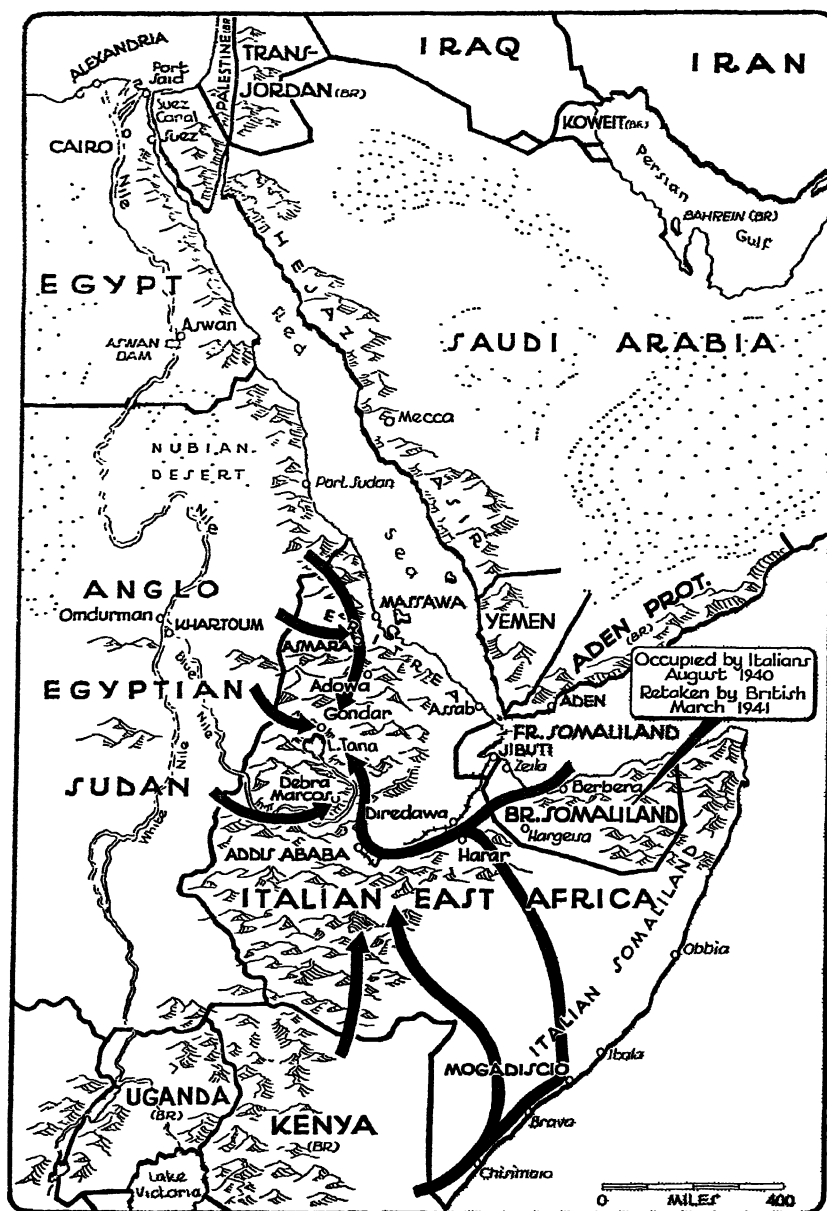 ALEXANDRIA
Port
Said
Suez
Canal
Suez
CAIRO
Nile
PALESTINE (BR)
TRANS-
JORDAN (BR)
IRAQ
IRAN
KOWEIT (BR)
Persian
Gulf
BAHREIN (BR)
EGYPT
Aswan
ASWAN
DAM
HEJAZ
Red
Sea
SAUDI ARABIA
Mecca
NUBIAN
DESERT
Port Sudan
Nile
ASIR
ANGLO
Omdurman
KHARTOUM
EGYPTIAN
SUDAN
Blue
Nile
White
Nile
MASSAWA
ERITREA
ASMARA
Adowa
Gondar
L. Tana
Assab
YEMEN
ADEN PROT.
(BR)
ADEN
Occupied by Italians
August 1940
Retaken by British
March 1941
FR. SOMALILAND
JIBUTI
Zeila
Berbera
BR. SOMALILAND
Hargeisa
Debra
Marcos
Diredawa
Harar
ADDIS ABABA
ITALIAN EAST AFRICA
ITALIAN SOMALILAND
Obbia
Itala
MOGADISCIO
Brava
Chisimaio
UGANDA
(BR)
KENYA
(BR)
Lake
Victoria
0 400
MILES